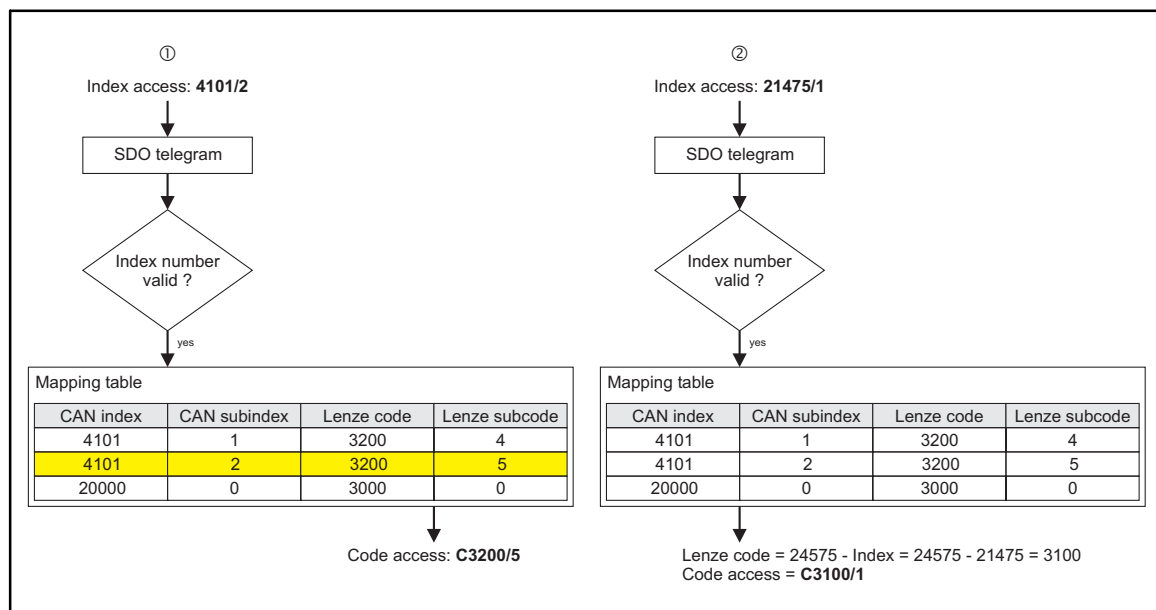 ①
Index access: 4101/2
SDO telegram
Index number
valid ?
yes
Mapping table
CAN index CAN subindex Lenze code Lenze subcode
4101 1 3200 4
4101 2 3200 5
20000 0 3000 0
Code access: C3200/5
②
Index access: 21475/1
SDO telegram
Index number
valid ?
yes
Mapping table
CAN index CAN subindex Lenze code Lenze subcode
4101 1 3200 4
4101 2 3200 5
20000 0 3000 0
Lenze code = 24575 - Index = 24575 - 21475 = 3100
Code access = C3100/1